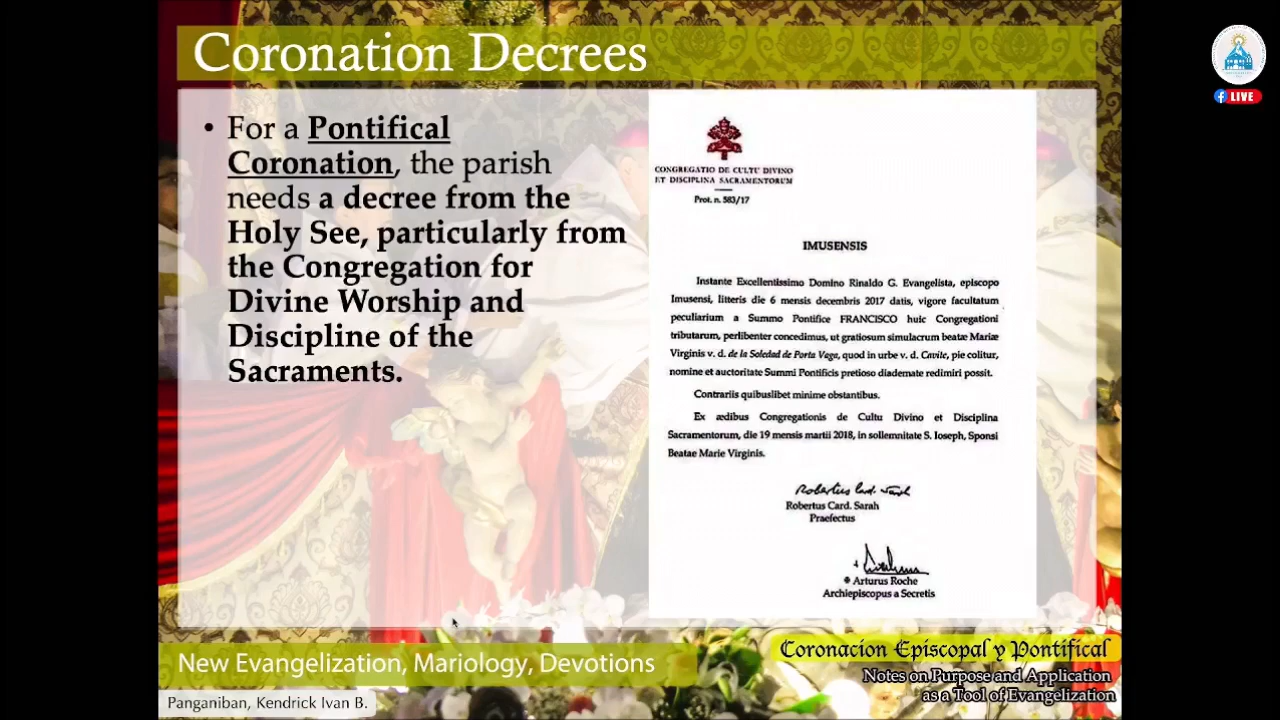 Coronation Decrees
LIVE
• For a Pontifical
Coronation, the parish
needs a decree from the
Holy See, particularly from
the Congregation for
Divine Worship and
Discipline of the
Sacraments.
CONGREGATIO DE CULTU DIVINO
ET DISCIPLINA SACRAMENTORUM
Prot. n. 583/17
IMUSENSIS
Instante Excellentissimo Domino Rinaldo G. Evangelista, episcopo
Imusensi, litteris die 6 mensis decembris 2017 datis, vigore facultatum
peculiarium a Summo Pontifice FRANCISCO huic Congregationi
tributarum, perlibenter concedimus, ut gratiosum simulacrum beatæ Mariæ
Virginis v. d. de la Soledad de Porta Vaga, quod in urbe v. d. Cavite, pie colitur,
nomine et auctoritate Summi Pontificis pretioso diademate redimiri possit.
Contrariis quibuslibet minime obstantibus.
Ex ædibus Congregationis de Cultu Divino et Disciplina
Sacramentorum, die 19 mensis martii 2018, in sollemnitate S. Ioseph, Sponsi
Beatae Marie Virginis.
Robertus Card. Sarah
Robertus Card. Sarah
Praefectus
Arturus Roche
Archiepiscopus a Secretis
New Evangelization, Mariology, Devotions
Coronacion Episcopal y Pontifical
Notes on Purpose and Application
as a Tool of Evangelization
Panganiban, Kendrick Ivan B.